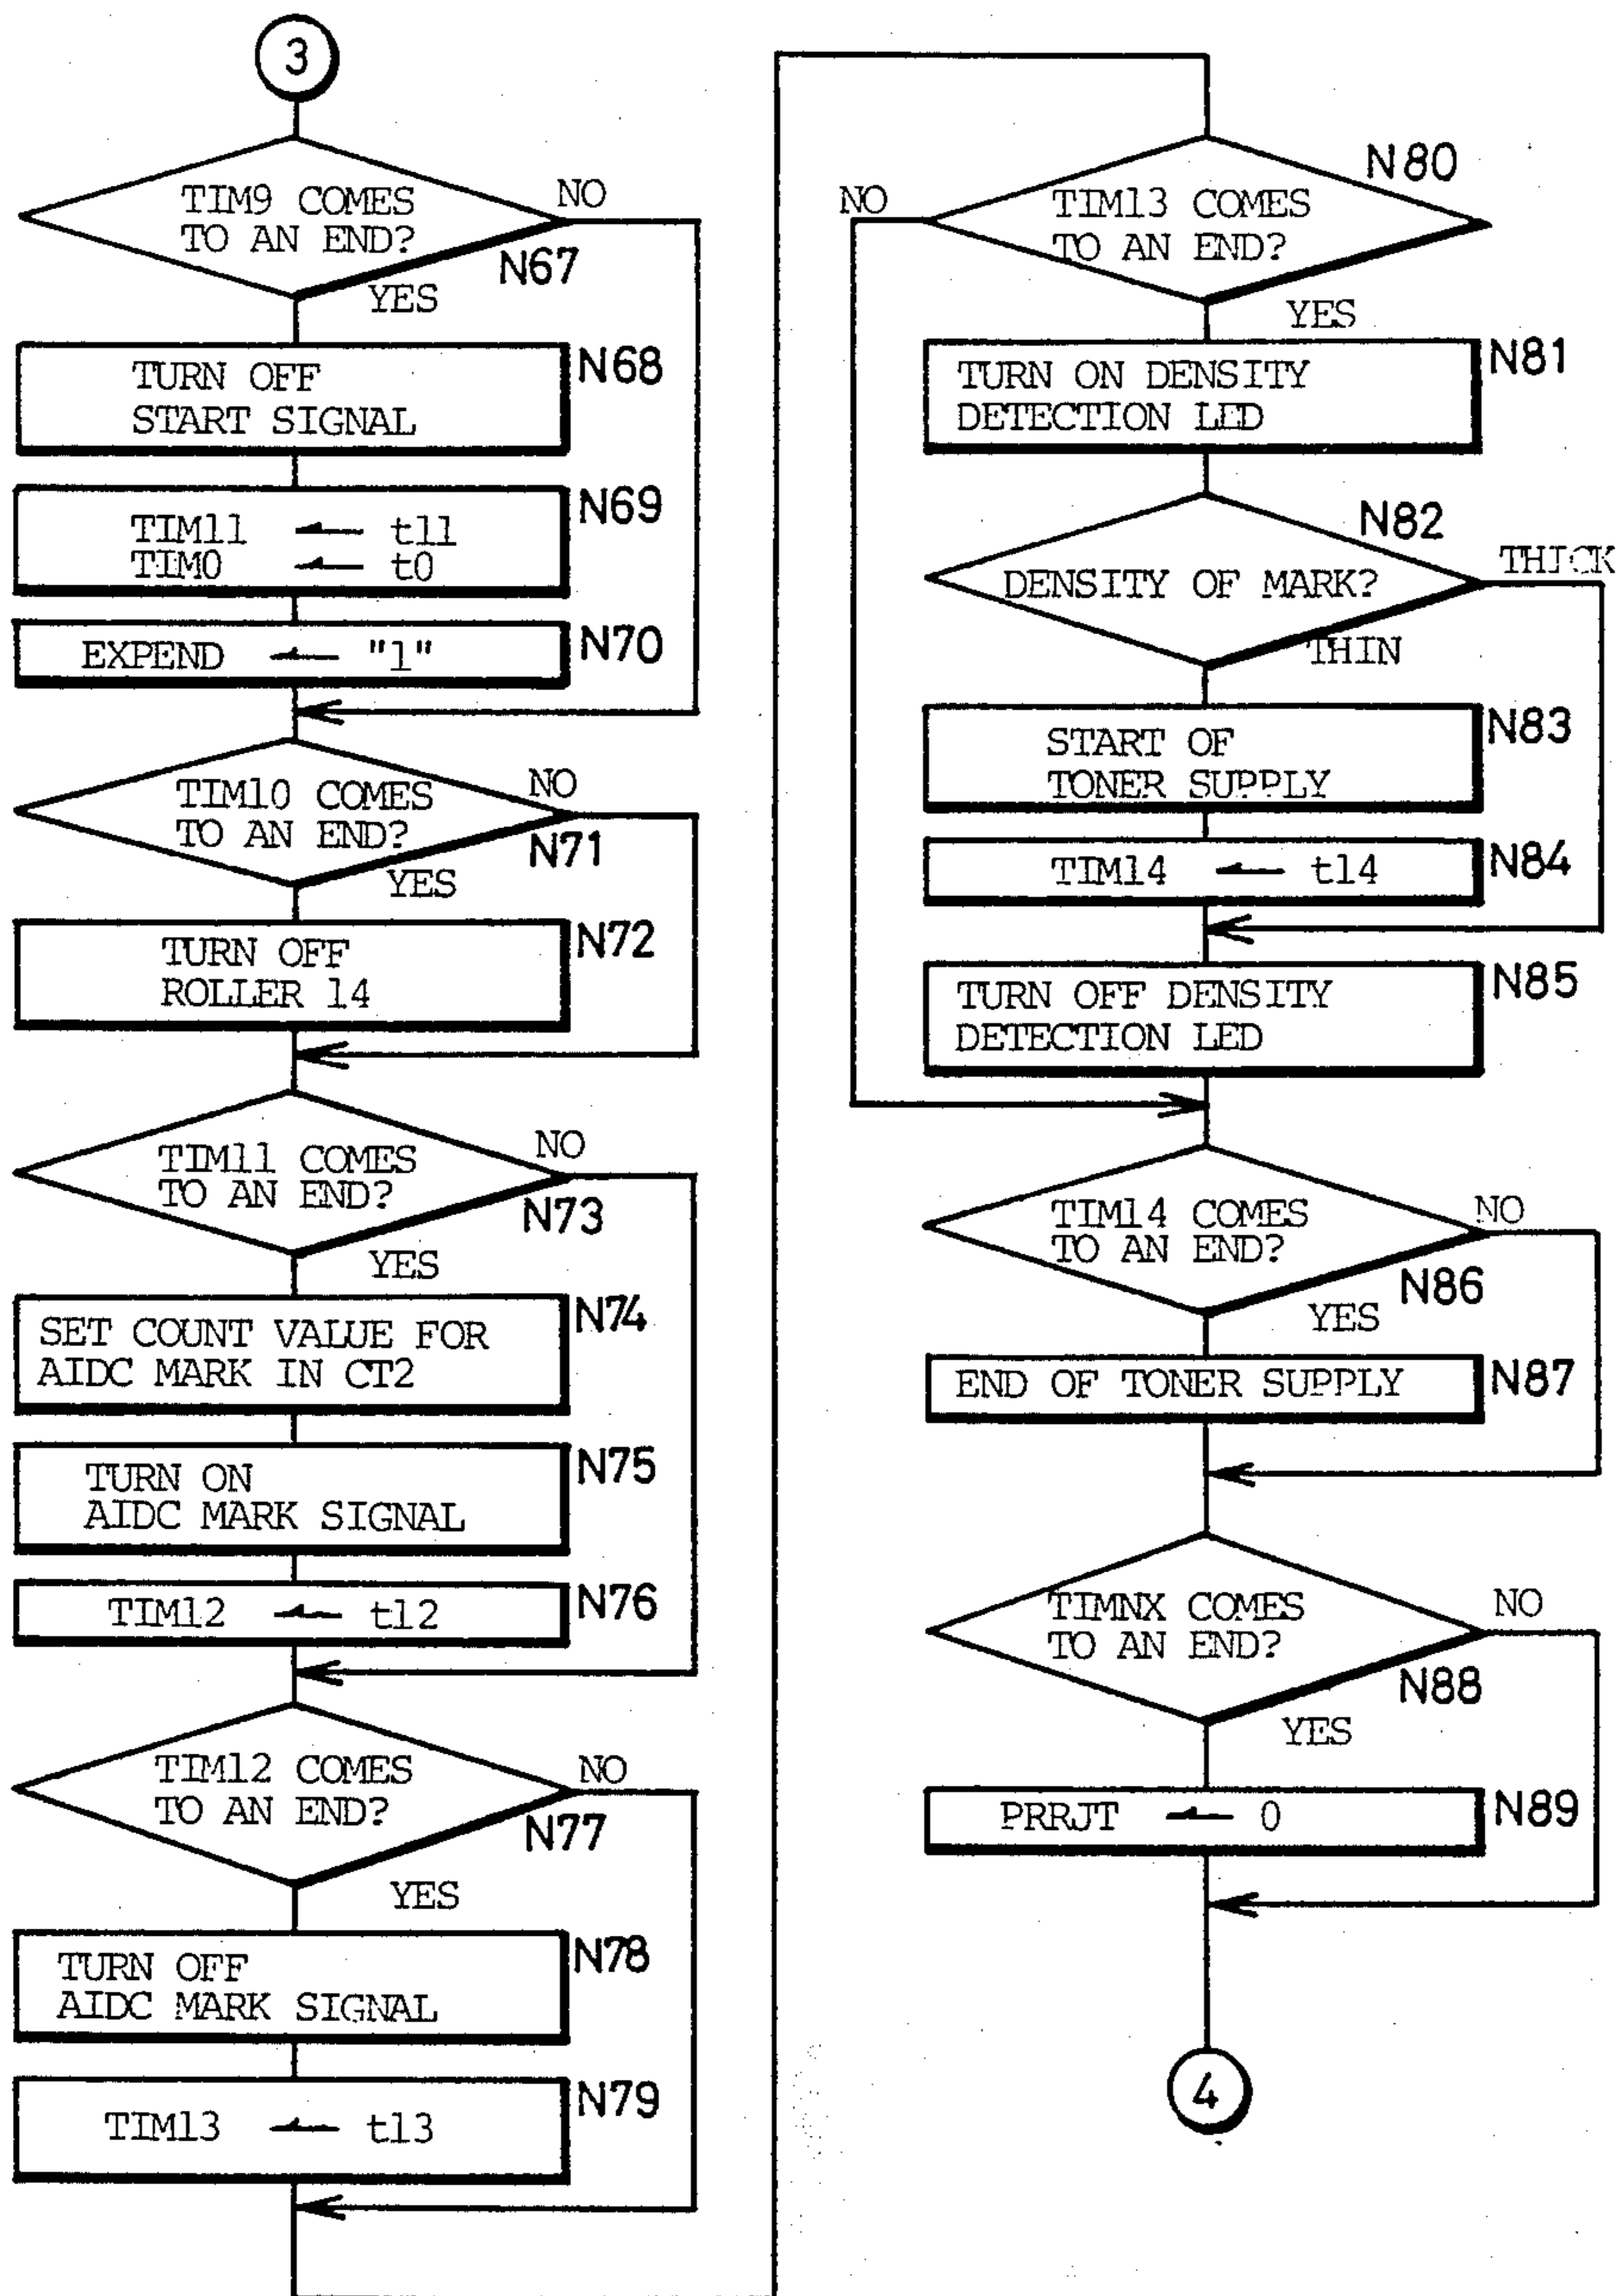 3
TIM9 COMES
TO AN END?
NO
N67
YES
TURN OFF
START SIGNAL
N68
TIM11 ← t11
TIM0 ← t0
N69
EXPEND ← "1"
N70
TIM10 COMES
TO AN END?
NO
N71
YES
TURN OFF
ROLLER 14
N72
TIM11 COMES
TO AN END?
NO
N73
YES
SET COUNT VALUE FOR
AIDC MARK IN CT2
N74
TURN ON
AIDC MARK SIGNAL
N75
TIM12 ← t12
N76
TIM12 COMES
TO AN END?
NO
N77
YES
TURN OFF
AIDC MARK SIGNAL
N78
TIM13 ← t13
N79
N80
NO
TIM13 COMES
TO AN END?
YES
TURN ON DENSITY
DETECTION LED
N81
N82
DENSITY OF MARK?
THICK
THIN
START OF
TONER SUPPLY
N83
TIM14 ← t14
N84
TURN OFF DENSITY
DETECTION LED
N85
TIM14 COMES
TO AN END?
NO
N86
YES
END OF TONER SUPPLY
N87
TIMNX COMES
TO AN END?
NO
N88
YES
PRRJT ← 0
N89
4